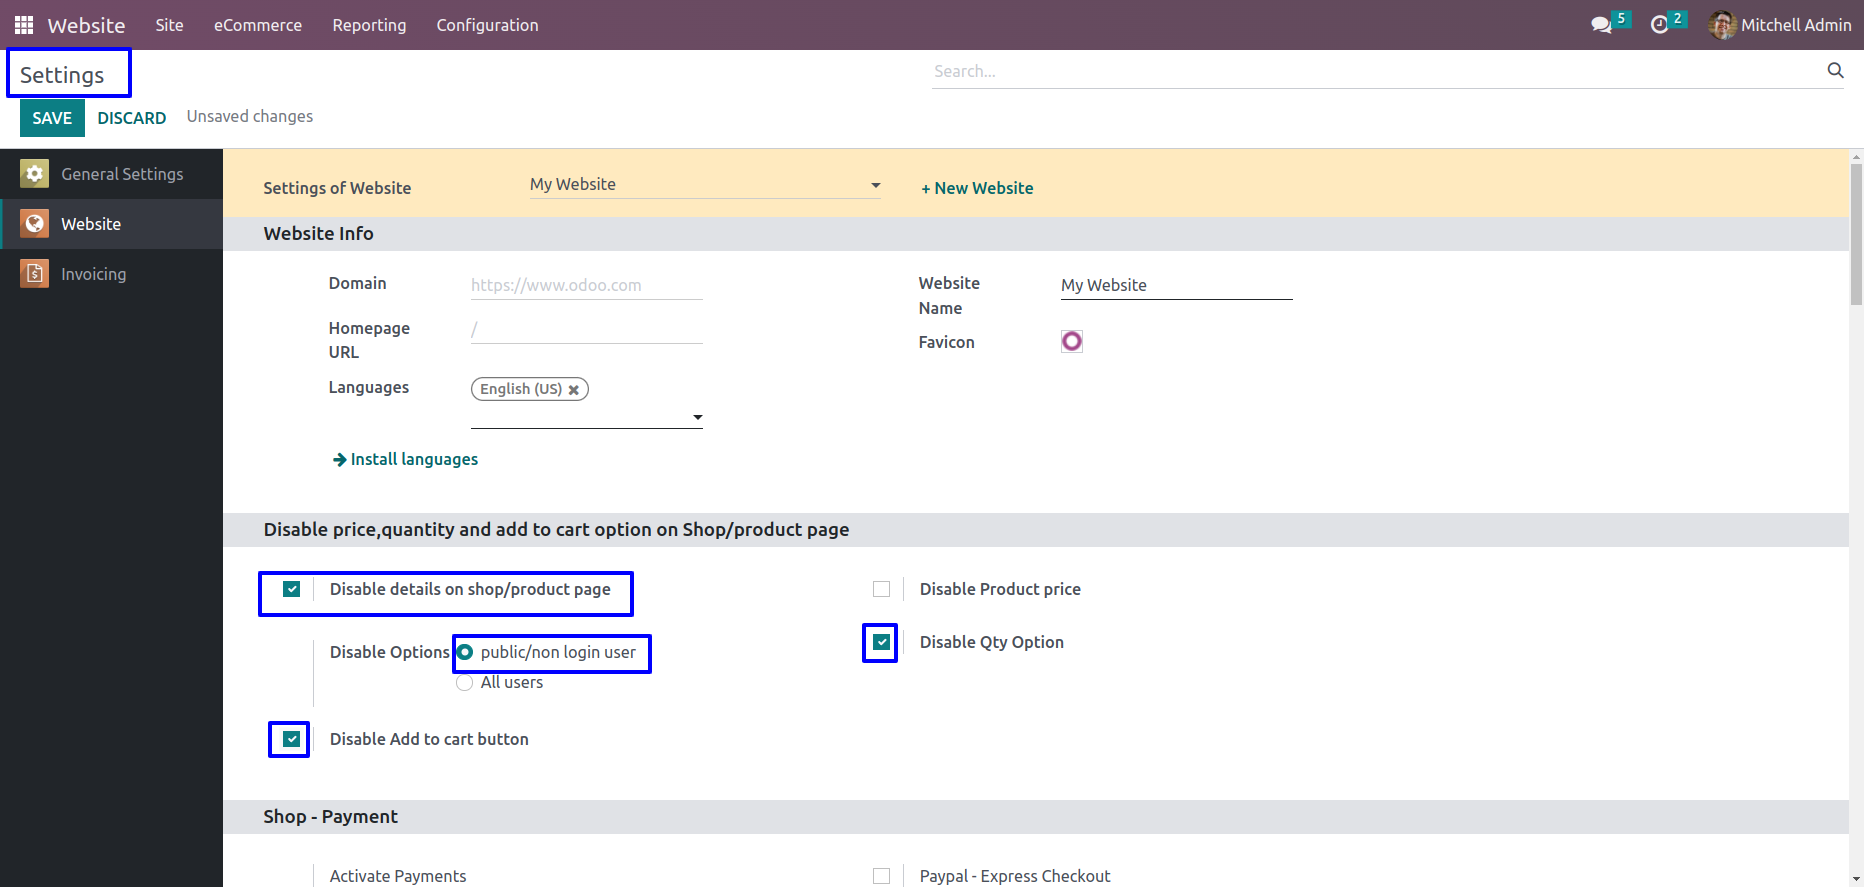 Website Site eCommerce Reporting Configuration 5 2 Mitchell Admin
Settings
Search...
SAVE DISCARD Unsaved changes
General Settings
Website
Invoicing
Settings of Website My Website + New Website
Website Info
Domain https://www.odoo.com
Website Name My Website
Homepage URL /
Favicon
Languages English (US)
Install languages
Disable price,quantity and add to cart option on Shop/product page
Disable details on shop/product page
Disable Product price
Disable Options public/non login user
All users
Disable Qty Option
Disable Add to cart button
Shop - Payment
Activate Payments
Paypal - Express Checkout